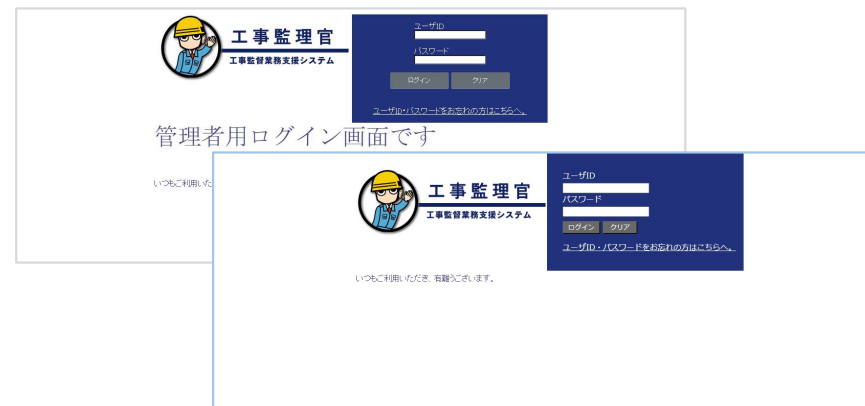 工事監理官
工事監督業務支援システム
ユーザID
パスワード
ログイン クリア
ユーザID・パスワードをお忘れの方はこちらへ。
管理者用ログイン画面です
いつもご利用いた
工事監理官
工事監督業務支援システム
ユーザID
パスワード
ログイン クリア
ユーザID・パスワードをお忘れの方はこちらへ。
いつもご利用いただき、有難うございます。